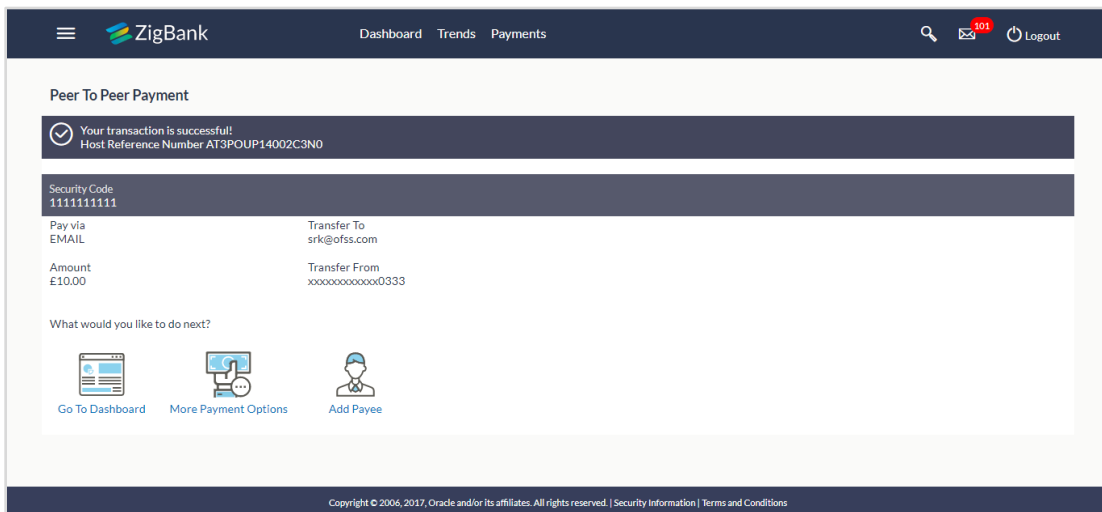 ZigBank
Dashboard Trends Payments
101
Logout
Peer To Peer Payment
Your transaction is successful!
Host Reference Number AT3POUP14002C3N0
Security Code
1111111111
Pay via Transfer To
EMAIL srk@ofss.com
Amount Transfer From
£10.00 xxxxxxxxxxxx0333
What would you like to do next?
Go To Dashboard More Payment Options Add Payee
Copyright © 2006, 2017, Oracle and/or its affiliates. All rights reserved. | Security Information | Terms and Conditions